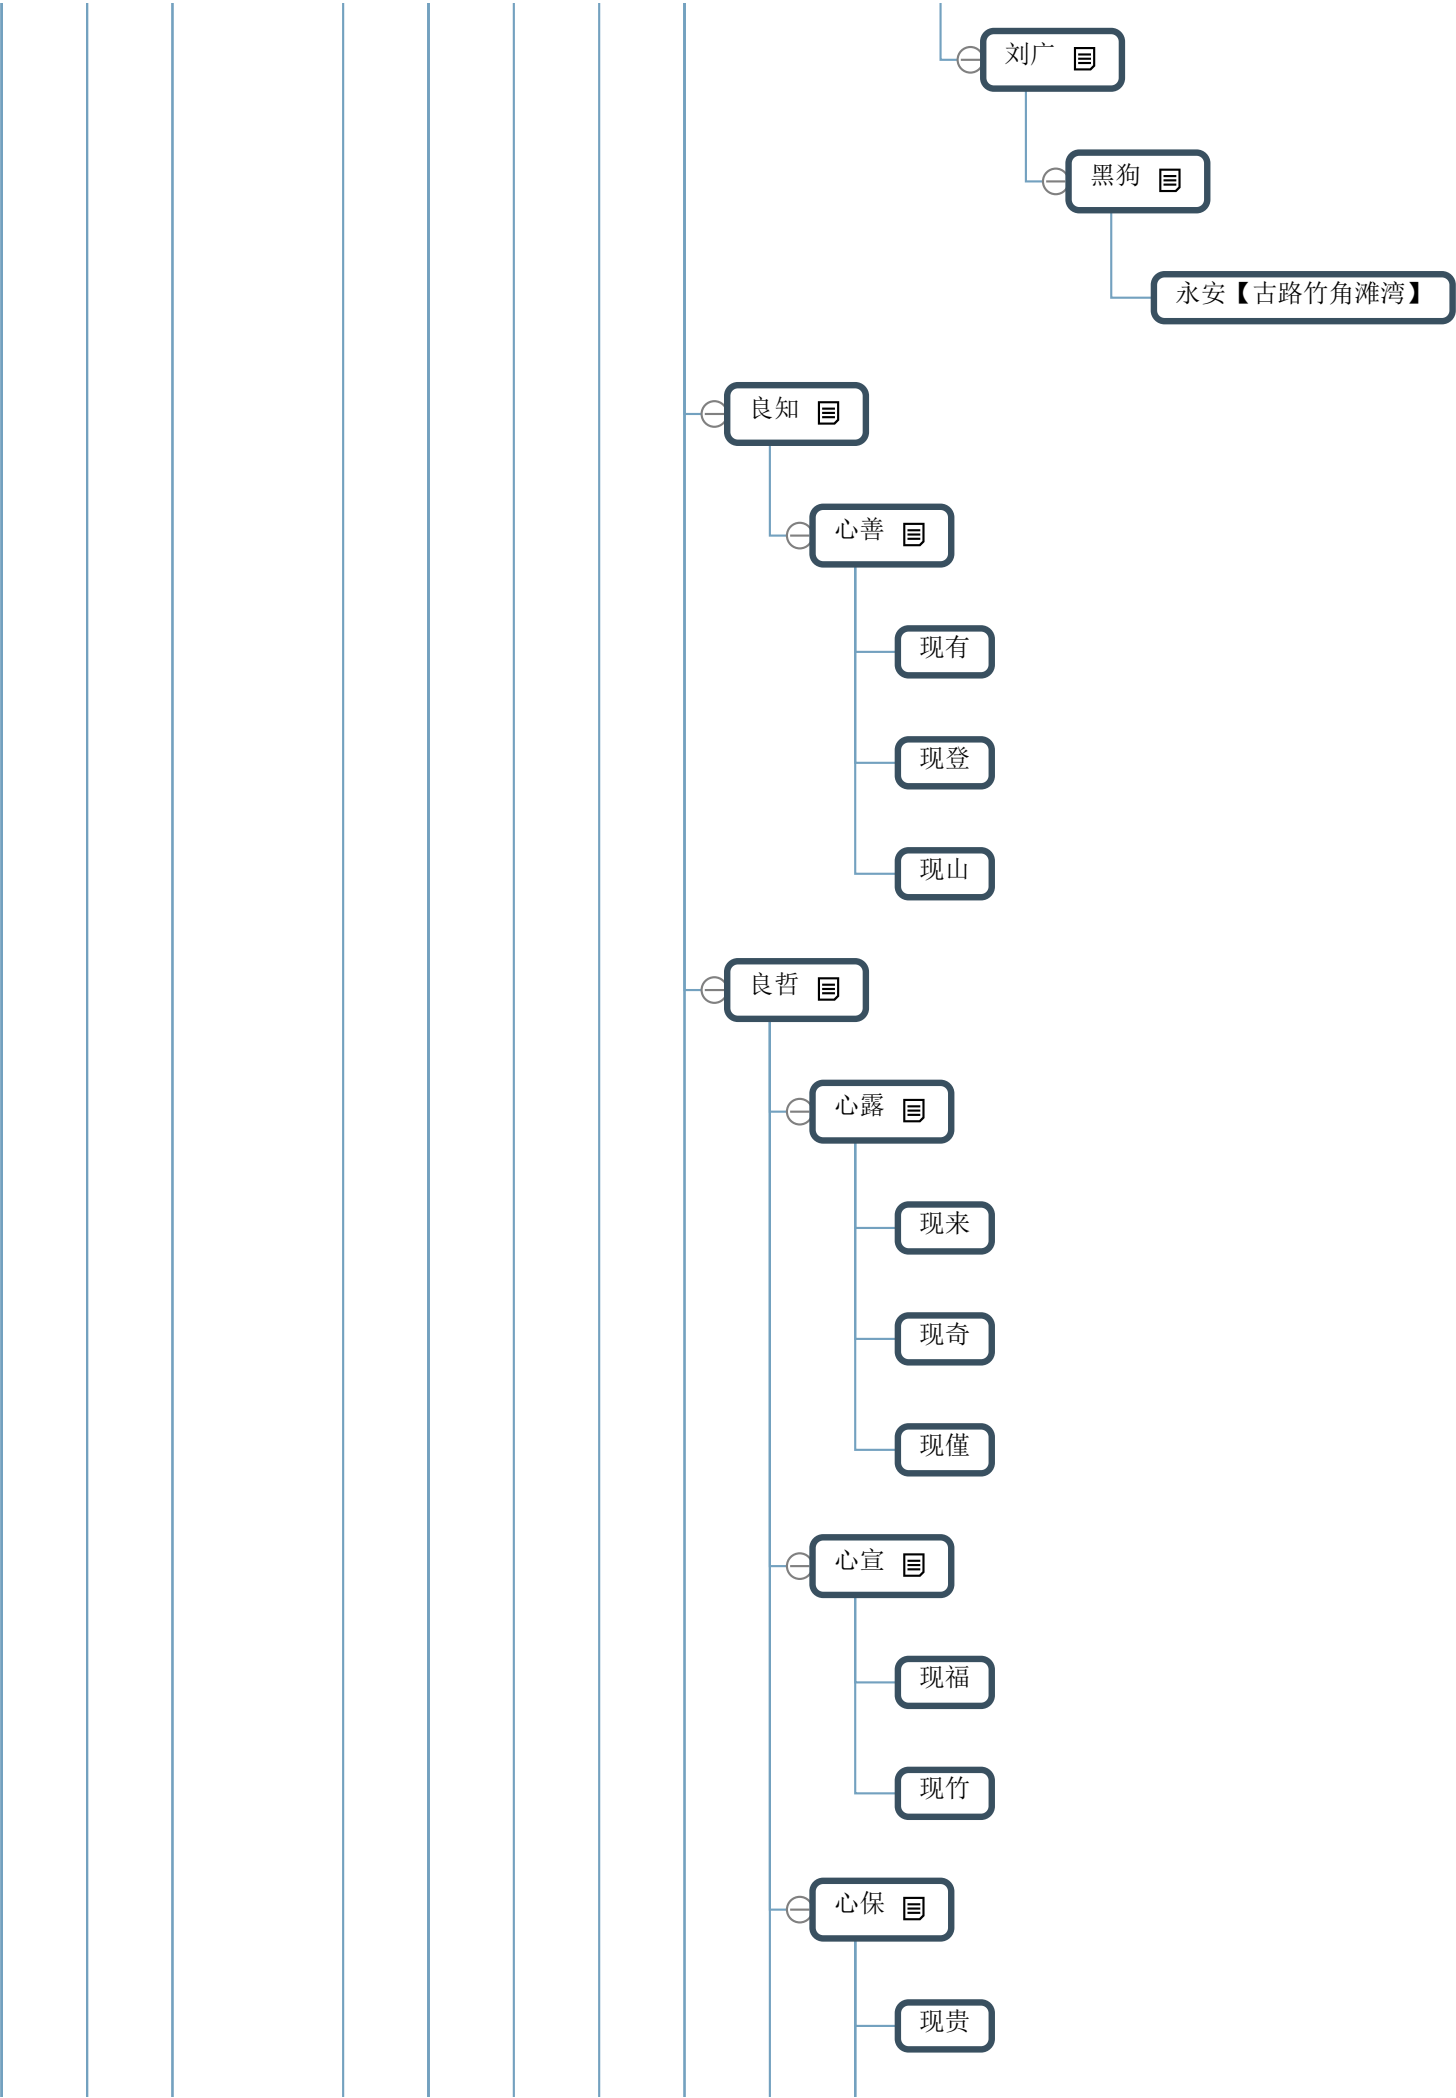 刘广
黑狗
永安【古路竹角滩湾】
良知
心善
现有
现登
现山
良哲
心露
现来
现奇
现僅
心宣
现福
现竹
心保
现贵